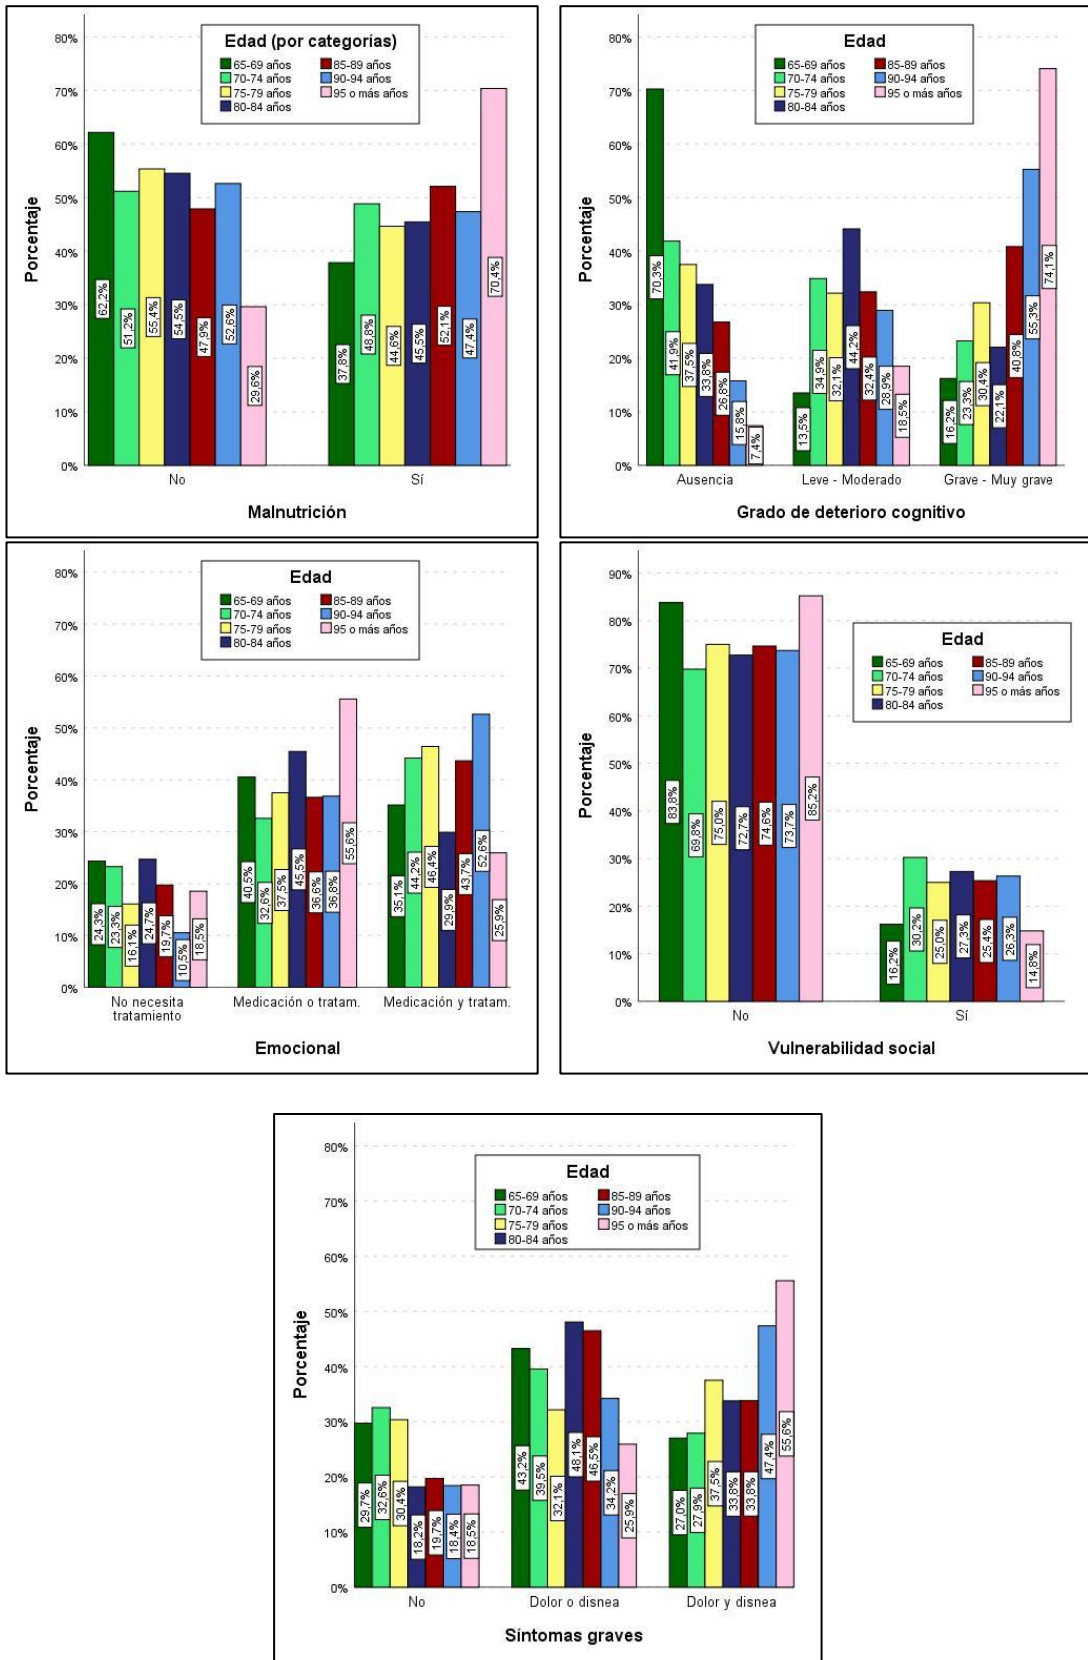 80%
70%
60%
50%
40%
30%
20%
10%
0%
Porcentaje
Edad (por categorías)
65-69 años
70-74 años
75-79 años
80-84 años
85-89 años
90-94 años
95 o más años
62,2%
51,2%
55,4%
54,5%
47,9%
52,6%
29,6%
37,8%
48,8%
44,6%
45,5%
52,1%
47,4%
70,4%
No
Sí
Malnutrición
80%
70%
60%
50%
40%
30%
20%
10%
0%
Porcentaje
Edad
65-69 años
70-74 años
75-79 años
80-84 años
85-89 años
90-94 años
95 o más años
70,3%
41,9%
37,5%
33,8%
26,8%
15,8%
7,4%
13,5%
34,9%
32,1%
44,2%
32,4%
28,9%
18,5%
16,2%
23,3%
30,4%
22,1%
40,8%
55,3%
74,1%
Ausencia
Leve - Moderado
Grave - Muy grave
Grado de deterioro cognitivo
80%
70%
60%
50%
40%
30%
20%
10%
0%
Porcentaje
Edad
65-69 años
70-74 años
75-79 años
80-84 años
85-89 años
90-94 años
95 o más años
24,3%
23,3%
16,1%
24,7%
19,7%
10,5%
18,5%
40,5%
32,6%
37,5%
45,5%
36,6%
36,8%
55,6%
35,1%
44,2%
46,4%
29,9%
43,7%
52,6%
25,9%
No necesita
tratamiento
Medicación o tratam.
Medicación y tratam.
Emocional
90%
80%
70%
60%
50%
40%
30%
20%
10%
0%
Porcentaje
Edad
65-69 años
70-74 años
75-79 años
80-84 años
85-89 años
90-94 años
95 o más años
83,8%
69,8%
75,0%
72,7%
74,6%
73,7%
85,2%
16,2%
30,2%
25,0%
27,3%
25,4%
26,3%
14,8%
No
Sí
Vulnerabilidad social
80%
70%
60%
50%
40%
30%
20%
10%
0%
Porcentaje
Edad
65-69 años
70-74 años
75-79 años
80-84 años
85-89 años
90-94 años
95 o más años
29,7%
32,6%
30,4%
18,2%
19,7%
18,4%
18,5%
43,2%
39,5%
32,1%
48,1%
46,5%
34,2%
25,9%
27,0%
27,9%
37,5%
33,8%
33,8%
47,4%
55,6%
No
Dolor o disnea
Dolor y disnea
Síntomas graves